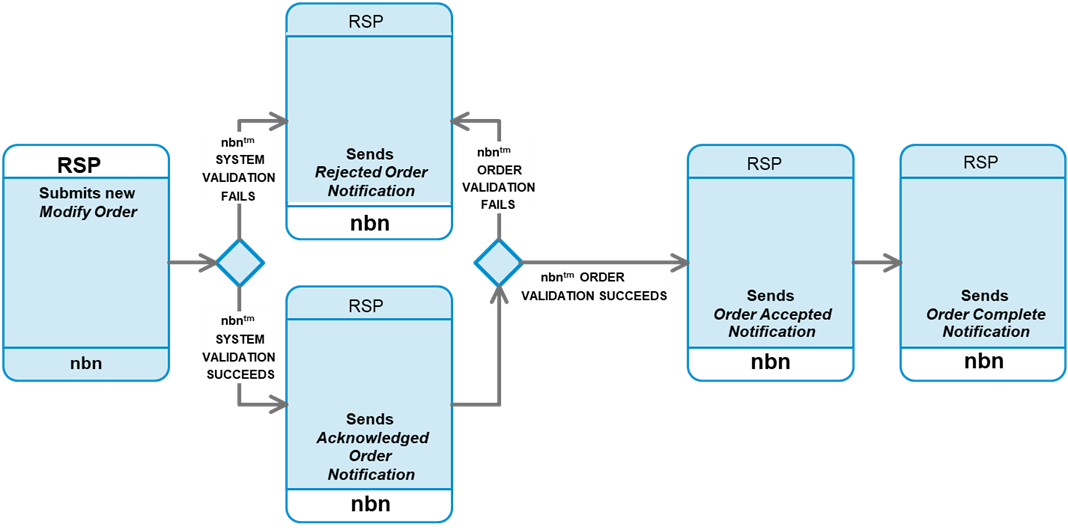 RSP
Submits new
Modify Order
nbn
nbn™
SYSTEM
VALIDATION
FAILS
RSP
Sends
Rejected Order
Notification
nbn
nbn™
SYSTEM
VALIDATION
SUCCEEDS
RSP
Sends
Acknowledged
Order
Notification
nbn
nbn™
ORDER
VALIDATION
FAILS
nbn™ ORDER
VALIDATION SUCCEEDS
RSP
Sends
Order Accepted
Notification
nbn
RSP
Sends
Order Complete
Notification
nbn